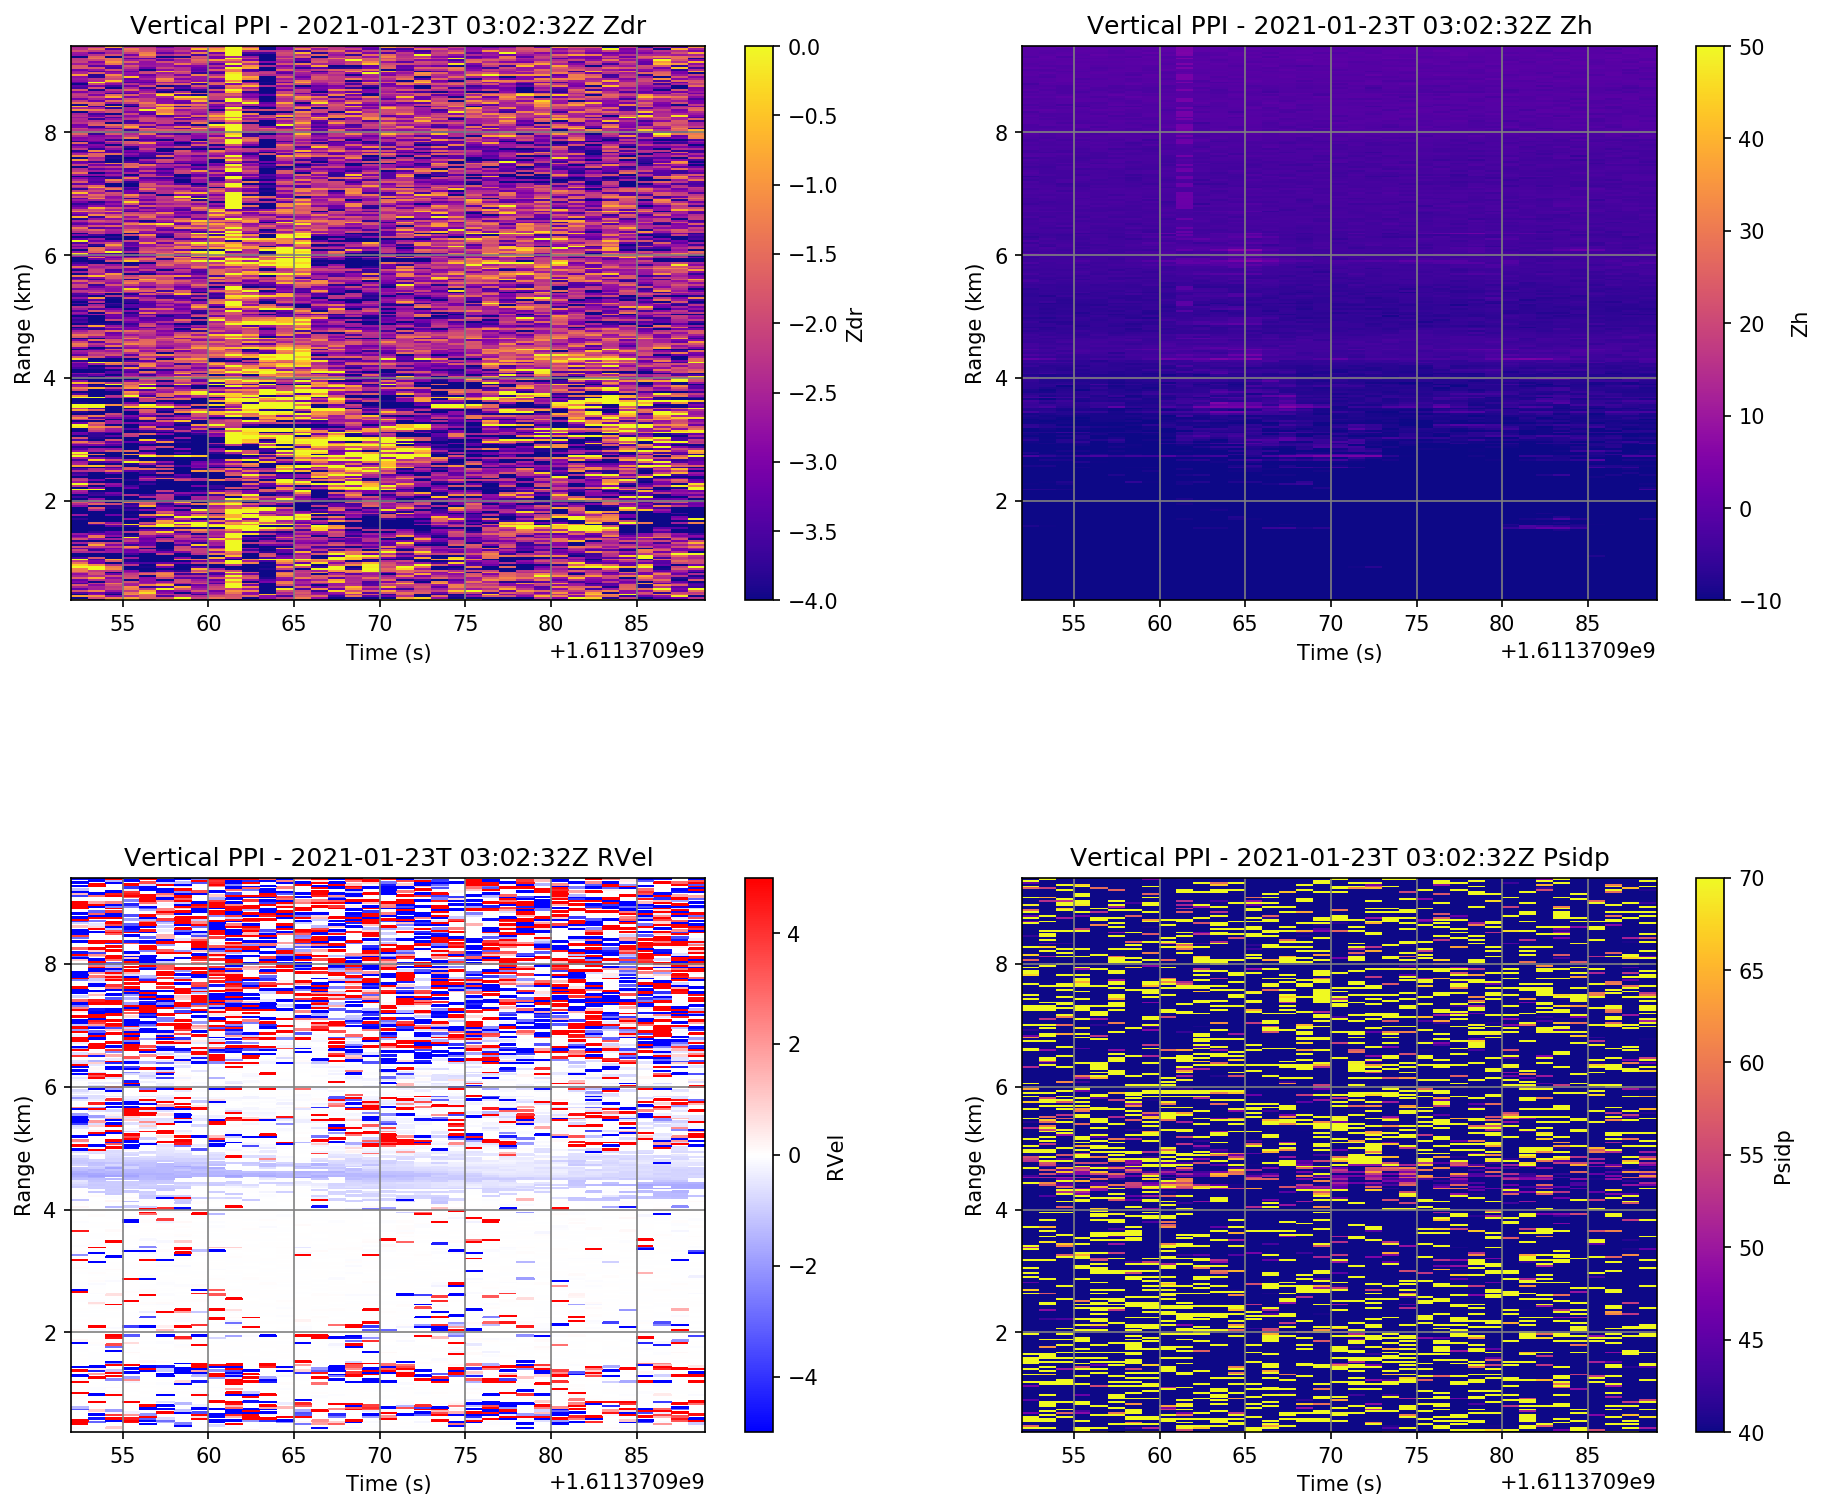 Vertical PPI - 2021-01-23T 03:02:32Z Zdr
8
6
4
2
Range (km)
55 60 65 70 75 80 85
Time (s)
+1.6113709e9
0.0
−0.5
−1.0
−1.5
−2.0
−2.5
−3.0
−3.5
−4.0
Zdr
Vertical PPI - 2021-01-23T 03:02:32Z Zh
8
6
4
2
Range (km)
55 60 65 70 75 80 85
Time (s)
+1.6113709e9
50
40
30
20
10
0
−10
Zh
Vertical PPI - 2021-01-23T 03:02:32Z RVel
8
6
4
2
Range (km)
55 60 65 70 75 80 85
Time (s)
+1.6113709e9
4
2
0
−2
−4
RVel
Vertical PPI - 2021-01-23T 03:02:32Z Psidp
8
6
4
2
Range (km)
55 60 65 70 75 80 85
Time (s)
+1.6113709e9
70
65
60
55
50
45
40
Psidp